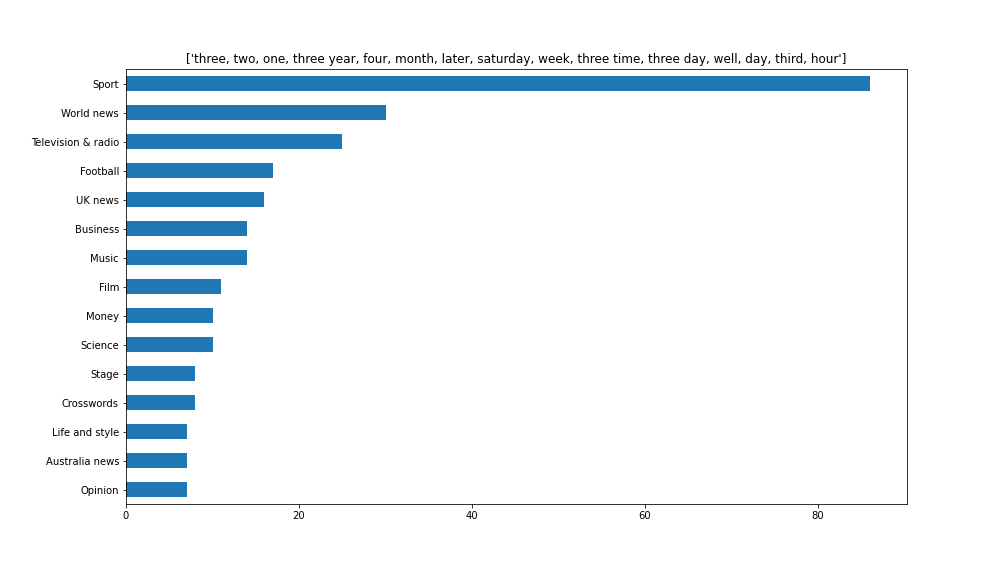 ['three, two, one, three year, four, month, later, saturday, week, three time, three day, well, day, third, hour']
Sport
World news
Television & radio
Football
UK news
Business
Music
Film
Money
Science
Stage
Crosswords
Life and style
Australia news
Opinion
0 20 40 60 80